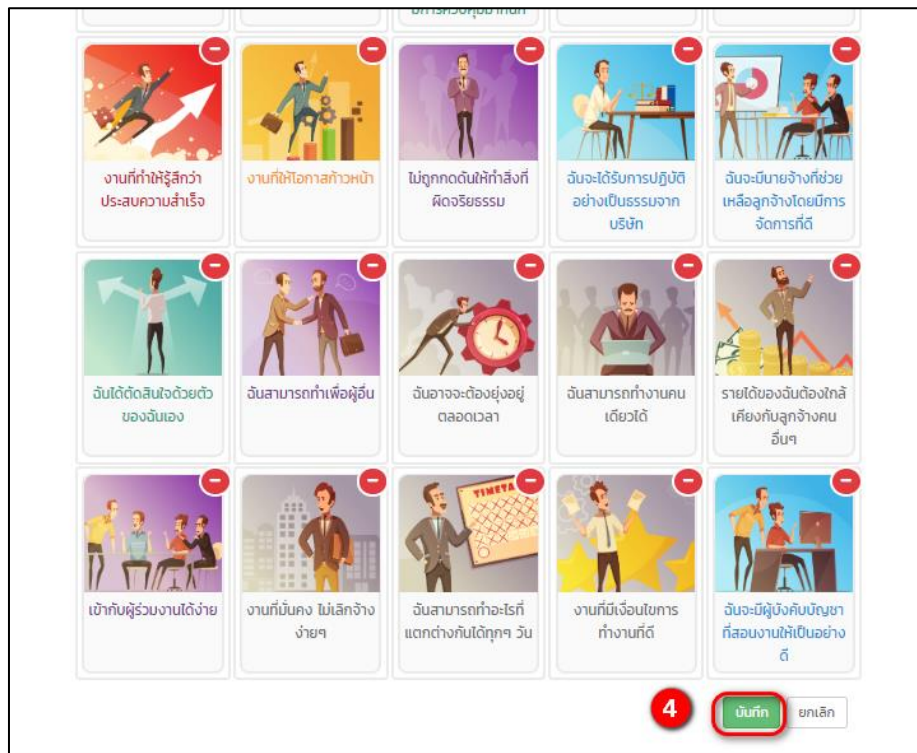 งานที่ทำให้รู้สึกว่า
ประสบความสำเร็จ
งานที่ให้โอกาสก้าวหน้า
ไม่ถูกกดดันให้ทำสิ่งที่
ผิดจริยธรรม
ฉันจะได้รับการปฏิบัติ
อย่างเป็นธรรมจาก
บริษัท
ฉันจะมีนายจ้างที่ช่วย
เหลือลูกจ้างโดยมีการ
จัดการที่ดี
ฉันได้ตัดสินใจด้วยตัว
ของฉันเอง
ฉันสามารถทำเพื่อผู้อื่น
ฉันอาจจะต้องยุ่งอยู่
ตลอดเวลา
ฉันสามารถทำงานคน
เดียวได้
รายได้ของฉันต้องใกล้
เคียงกับลูกจ้างคน
อื่นๆ
TIMETA
เข้ากับผู้ร่วมงานได้ง่าย
งานที่มั่นคง ไม่เลิกจ้าง
ง่ายๆ
ฉันสามารถทำอะไรที่
แตกต่างกันได้ทุกๆ วัน
งานที่มีเงื่อนไขการ
ทำงานที่ดี
ฉันจะมีผู้บังคับบัญชา
ที่สอนงานให้เป็นอย่าง
ดี
4 บันทึก ยกเลิก